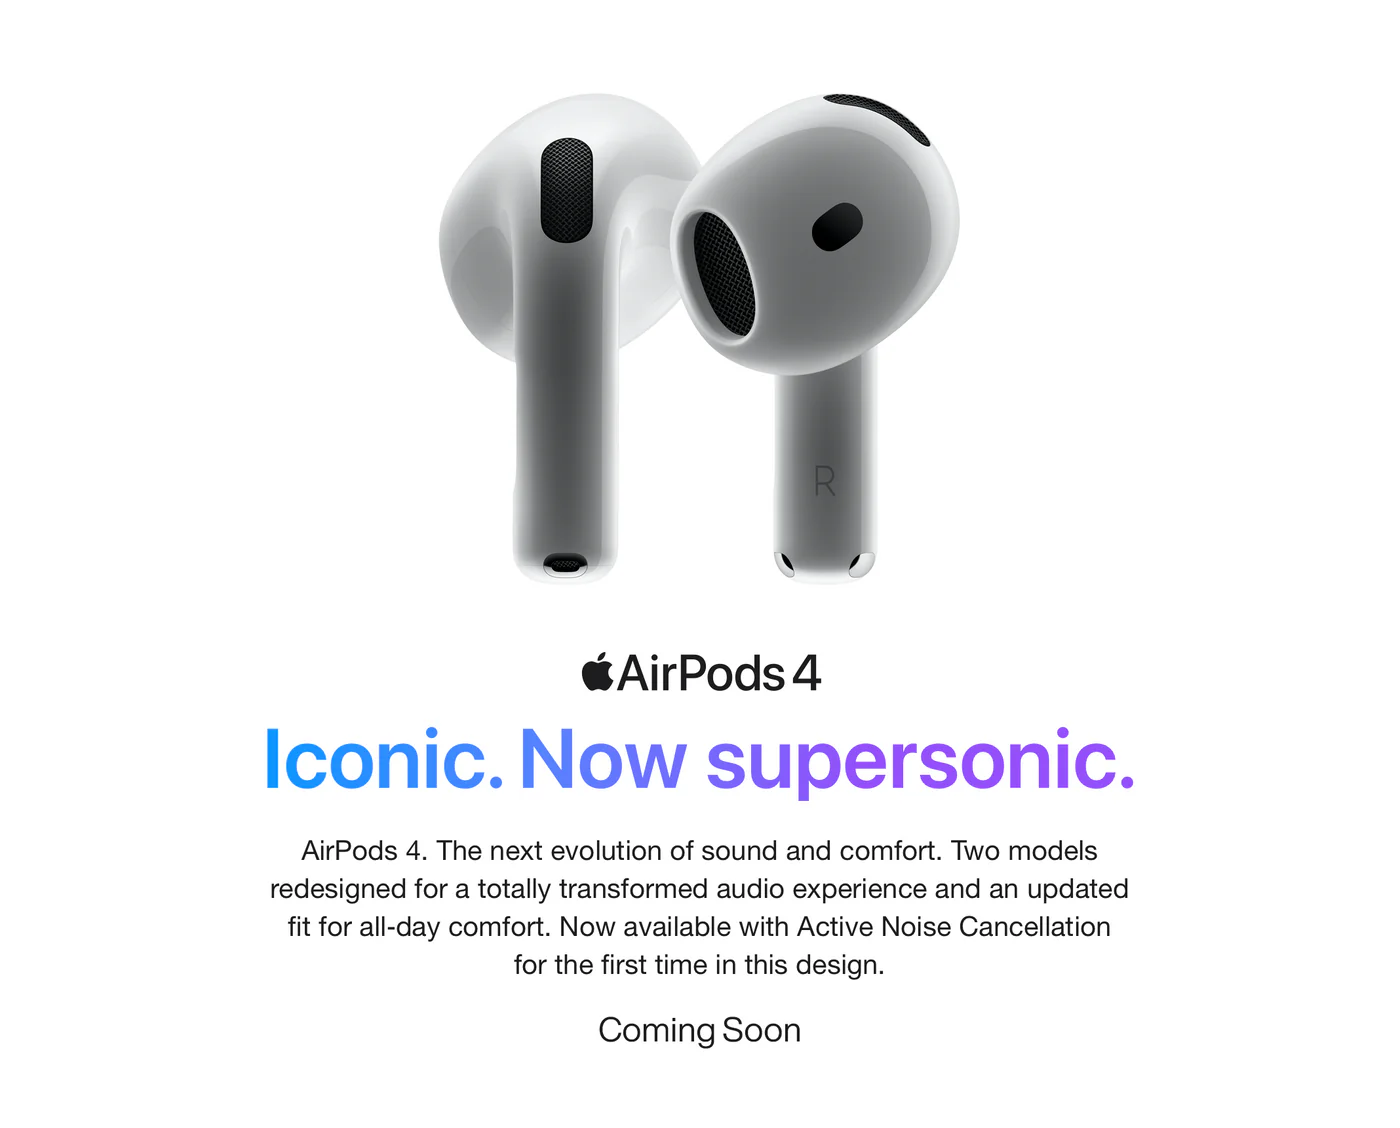 R
AirPods 4
Iconic. Now supersonic.
AirPods 4. The next evolution of sound and comfort. Two models
redesigned for a totally transformed audio experience and an updated
fit for all-day comfort. Now available with Active Noise Cancellation
for the first time in this design.
Coming Soon